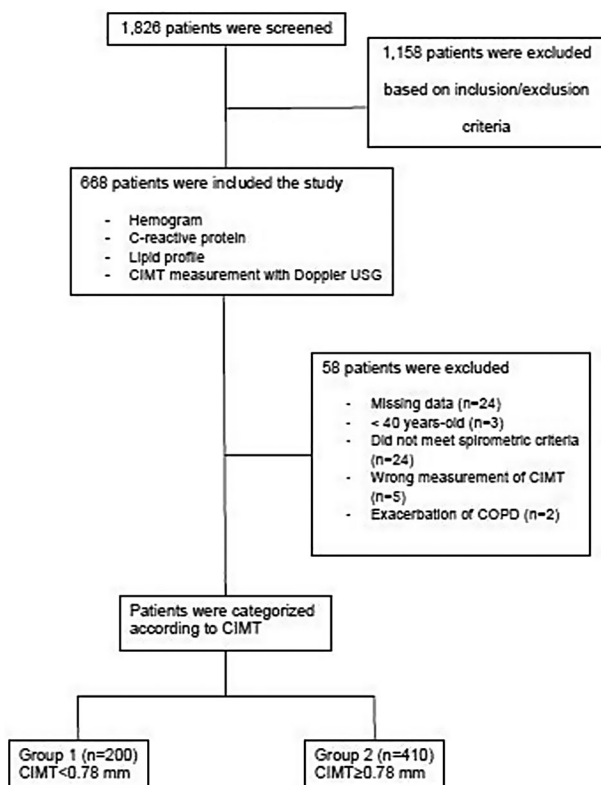 1,826 patients were screened
1,158 patients were excluded
based on inclusion/exclusion
criteria
668 patients were included the study
- Hemogram
- C-reactive protein
- Lipid profile
- CIMT measurement with Doppler USG
58 patients were excluded
- Missing data (n=24)
- < 40 years-old (n=3)
- Did not meet spirometric criteria
(n=24)
- Wrong measurement of CIMT
(n=5)
- Exacerbation of COPD (n=2)
Patients were categorized
according to CIMT
Group 1 (n=200)
CIMT<0.78 mm
Group 2 (n=410)
CIMT≥0.78 mm